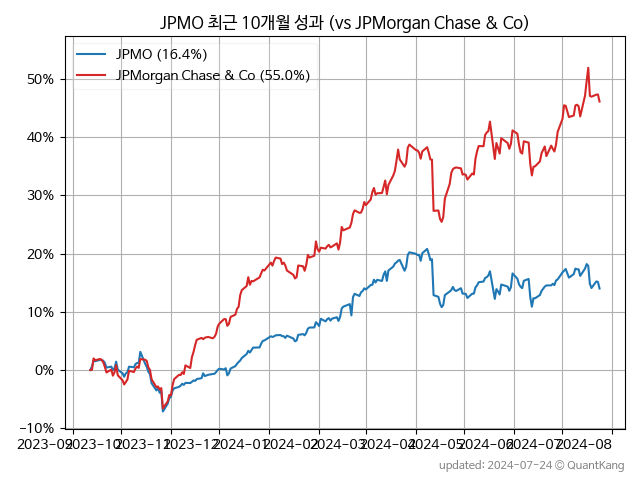 JPMO 최근 10개월 성과 (vs JPMorgan Chase & Co)
JPMO (16.4%)
JPMorgan Chase & Co (55.0%)
50%
40%
30%
20%
10%
0%
−10%
2023-09 2023-10 2023-11 2023-12 2024-01 2024-02 2024-03 2024-04 2024-05 2024-06 2024-07 2024-08
updated: 2024-07-24 © QuantKang